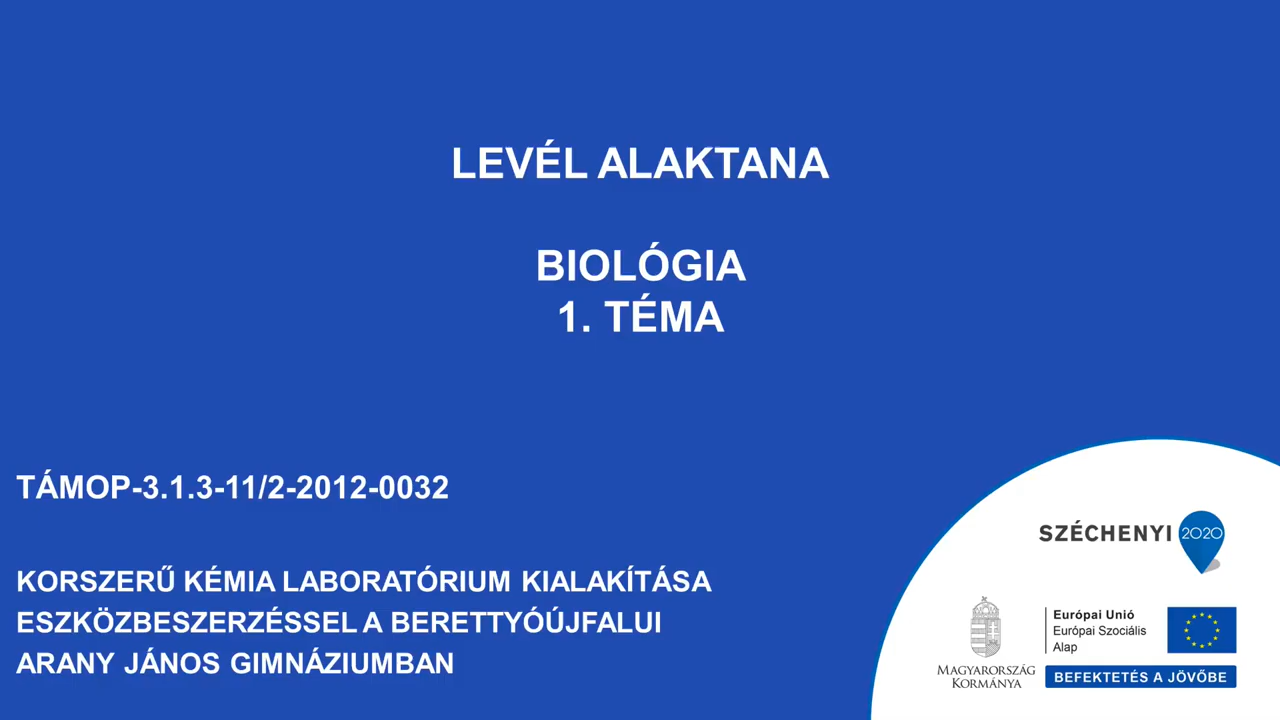 LEVÉL ALAKTANA
BIOLÓGIA
1. TÉMA
TÁMOP-3.1.3-11/2-2012-0032
KORSZERŰ KÉMIA LABORATÓRIUM KIALAKÍTÁSA
ESZKÖZBESZERZÉSSEL A BERETTYÓÚJFALUI
ARANY JÁNOS GIMNÁZIUMBAN
SZÉCHENYI 2020
MAGYARORSZÁG
KORMÁNYA
Európai Unió
Európai Szociális
Alap
BEFEKTETÉS A JÖVŐBE